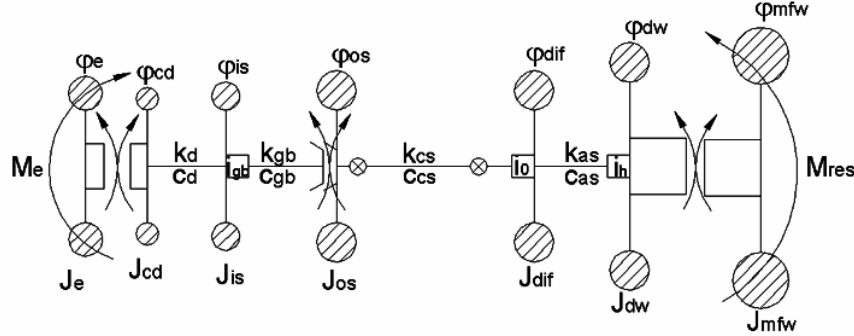 φe φcd φis φos φdif φdw φmfw
kd kgb kcs kas
Me igb i0 ih Mres
cd cgb ccs cas
Je Jcd Jis Jos Jdif Jdw Jmfw